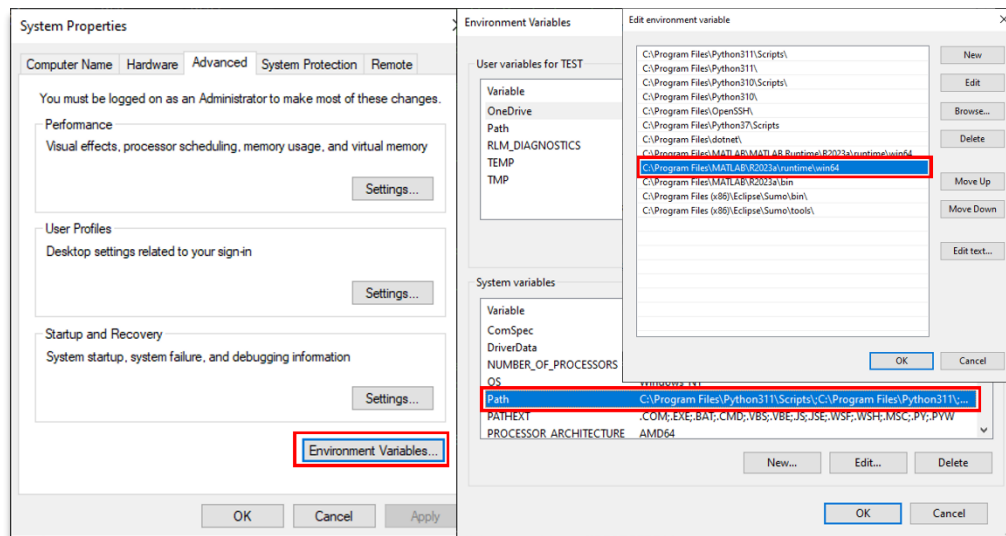 System Properties
Computer Name Hardware Advanced System Protection Remote
You must be logged on as an Administrator to make most of these changes.
Performance
Visual effects, processor scheduling, memory usage, and virtual memory
Settings...
User Profiles
Desktop settings related to your sign-in
Settings...
Startup and Recovery
System startup, system failure, and debugging information
Settings...
Environment Variables...
OK Cancel Apply
Environment Variables
User variables for TEST
Variable
OneDrive
Path
RLM_DIAGNOSTICS
TEMP
TMP
System variables
Variable
ComSpec
DriverData
NUMBER_OF_PROCESSORS
OS Windows_NT
Path C:\Program Files\Python311\Scripts\;C:\Program Files\Python311\;...
PATHEXT .COM;.EXE;.BAT;.CMD;.VBS;.VBE;.JS;.JSE;.WSF;.WSH;.MSC;.PY;.PYW
PROCESSOR_ARCHITECTURE AMD64
New... Edit... Delete
OK Cancel
Edit environment variable
C:\Program Files\Python311\Scripts\
C:\Program Files\Python311\
C:\Program Files\Python310\Scripts\
C:\Program Files\Python310\
C:\Program Files\OpenSSH\
C:\Program Files\Python37\Scripts
C:\Program Files\dotnet\
C:\Program Files\MATLAB\MATLAB Runtime\R2023a\runtime\win64
C:\Program Files\MATLAB\R2023a\runtime\win64
C:\Program Files\MATLAB\R2023a\bin
C:\Program Files (x86)\Eclipse\Sumo\bin\
C:\Program Files (x86)\Eclipse\Sumo\tools\
New
Edit
Browse...
Delete
Move Up
Move Down
Edit text...
OK Cancel